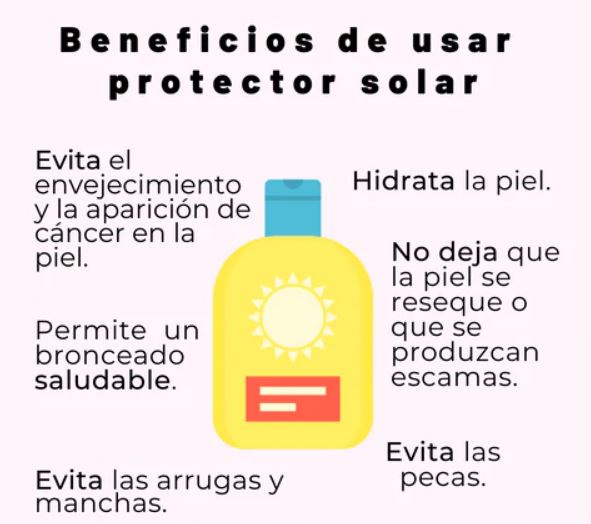 Beneficios de usar
protector solar
Evita el
envejecimiento
y la aparición de
cáncer en la
piel.
Hidrata la piel.
No deja que
la piel se
reseque o
que se
produzcan
escamas.
Permite un
bronceado
saludable.
Evita las
pecas.
Evita las arrugas y
manchas.